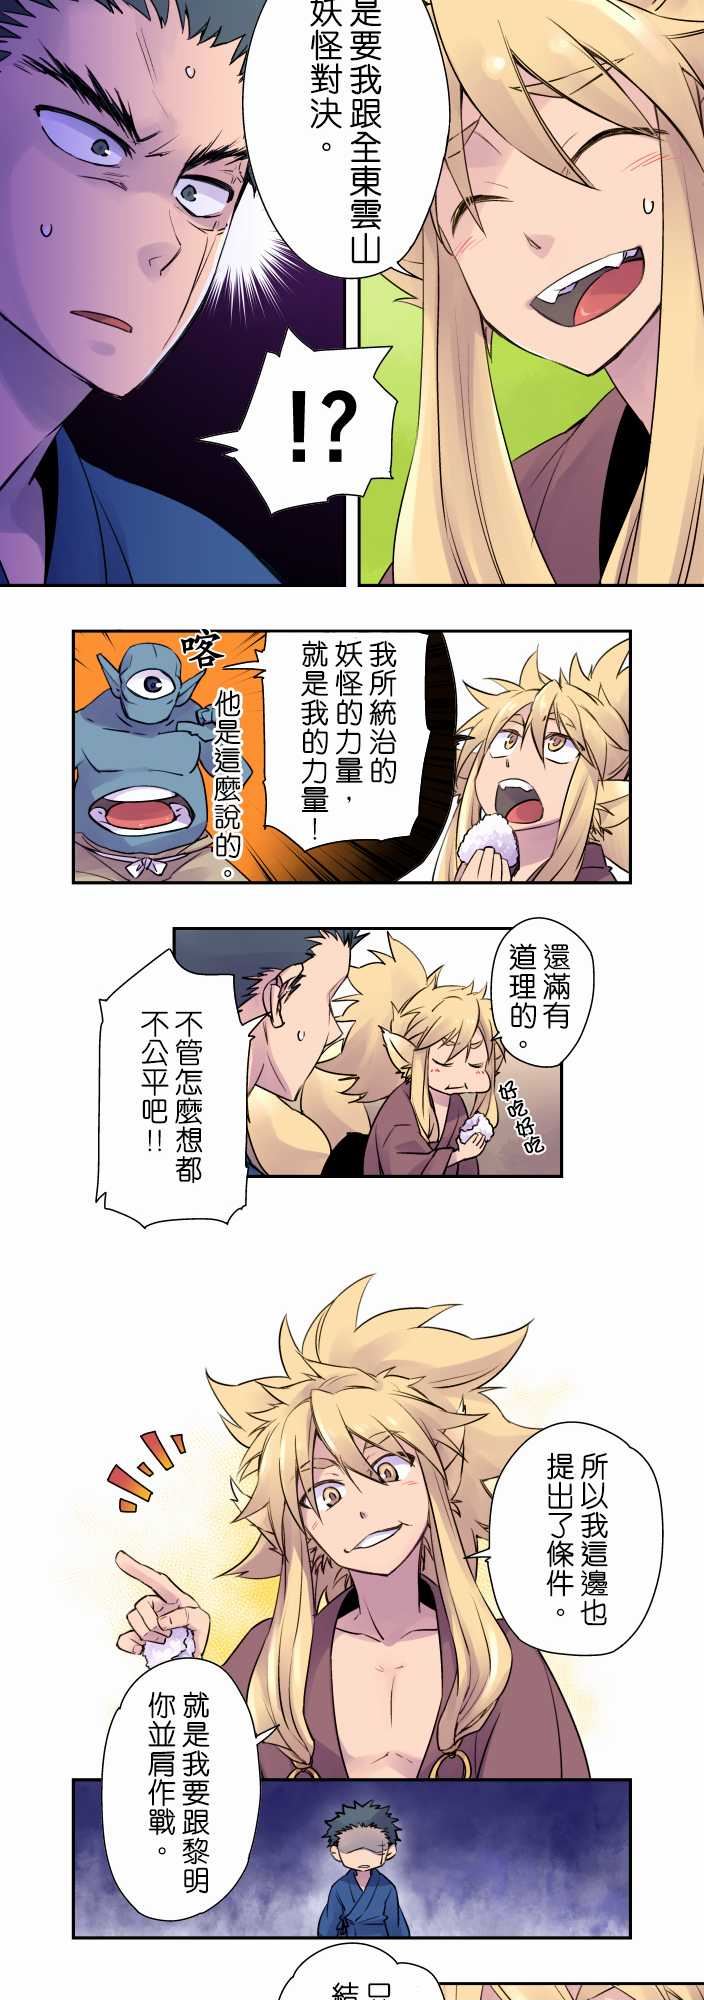 是要我跟全東雲山
妖怪對決。
!?
我所統治的
妖怪的力量，
就是我的力量！
喀
他是這麼說的。
還滿有
道理的。
好吃好吃
不管怎麼想都
不公平吧!!
所以我這邊也
提出了條件。
就是我要跟黎明
你並肩作戰。
結